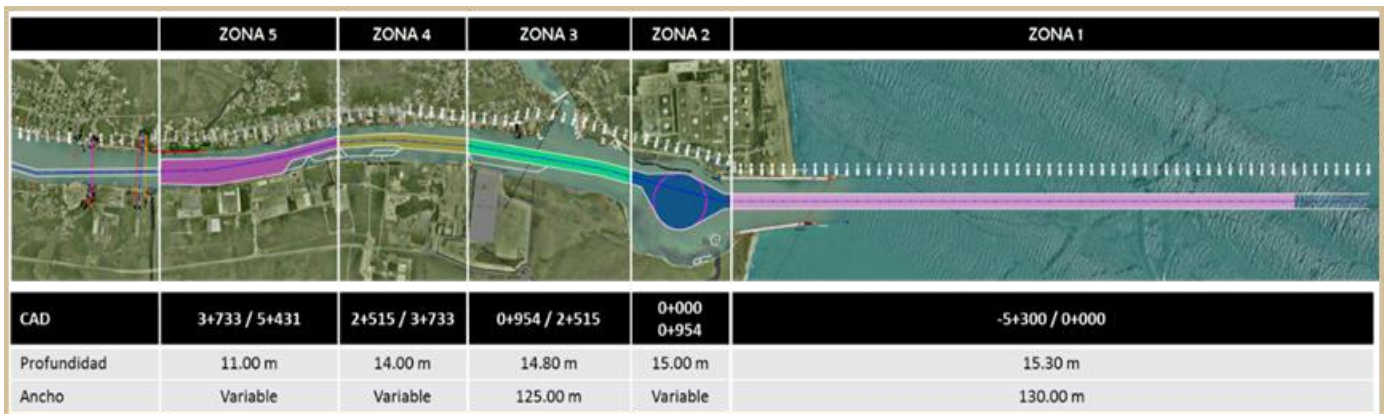 ZONA 5 ZONA 4 ZONA 3 ZONA 2 ZONA 1
CAD 3+733 / 5+431 2+515 / 3+733 0+954 / 2+515 0+000 -5+300 / 0+000
0+954
Profundidad 11.00 m 14.00 m 14.80 m 15.00 m 15.30 m
Ancho Variable Variable 125.00 m Variable 130.00 m